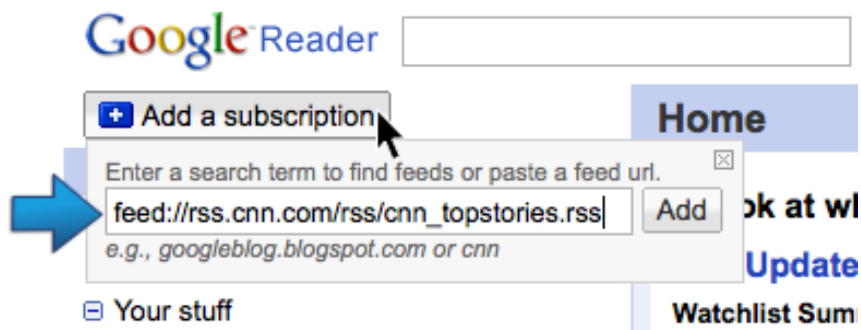 Google Reader
Add a subscription
Home
Enter a search term to find feeds or paste a feed url.
feed://rss.cnn.com/rss/cnn_topstories.rss
Add
e.g., googleblog.blogspot.com or cnn
at
Update
Your stuff
Watchlist